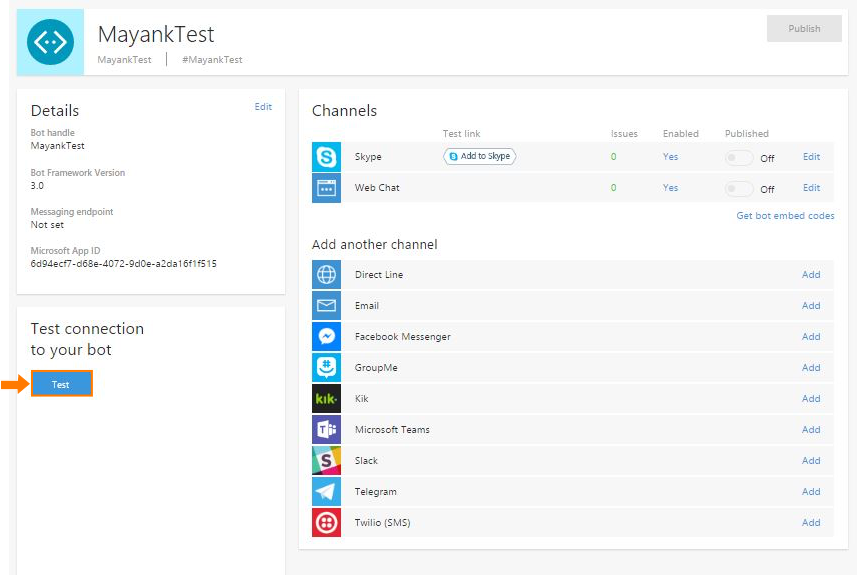 MayankTest
MayankTest #MayankTest
Publish
Details Edit
Bot handle
MayankTest
Bot Framework Version
3.0
Messaging endpoint
Not set
Microsoft App ID
6d94ecf7-d68e-4072-9d0e-a2da16f1f515
Test connection
to your bot
Test
Channels
Test link Issues Enabled Published
Skype Add to Skype 0 Yes Off Edit
Web Chat 0 Yes Off Edit
Get bot embed codes
Add another channel
Direct Line Add
Email Add
Facebook Messenger Add
GroupMe Add
kik. Kik Add
Microsoft Teams Add
Slack Add
Telegram Add
Twilio (SMS) Add